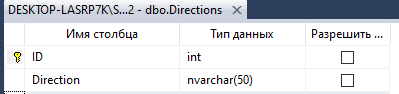 DESKTOP-LASRP7K\S...2 - dbo.Directions
Имя столбца Тип данных Разрешить ...
ID int
Direction nvarchar(50)